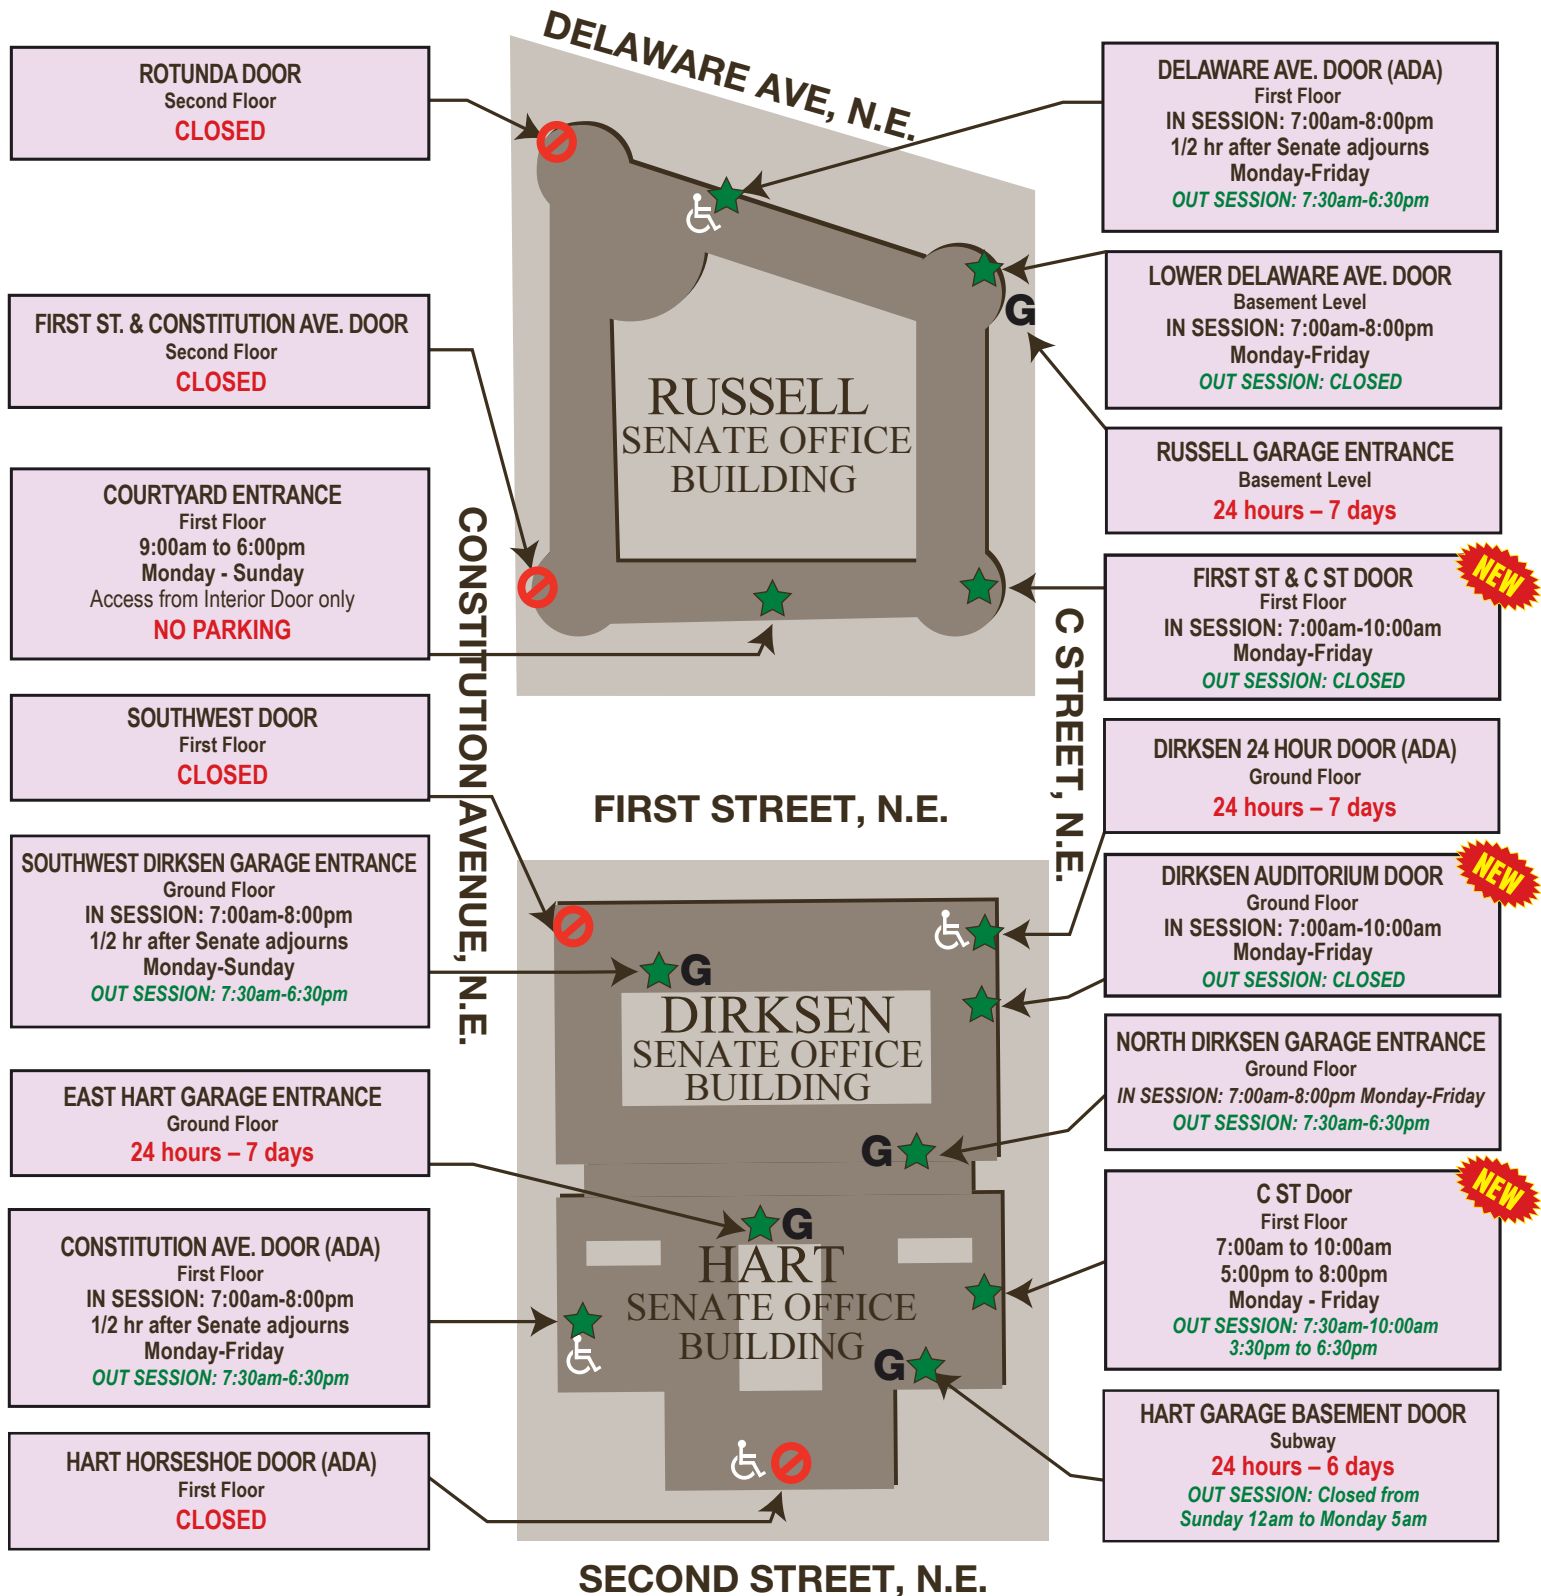 DELAWARE AVE, N.E.
ROTUNDA DOOR
Second Floor
CLOSED
FIRST ST. & CONSTITUTION AVE. DOOR
Second Floor
CLOSED
COURTYARD ENTRANCE
First Floor
9:00am to 6:00pm
Monday - Sunday
Access from Interior Door only
NO PARKING
SOUTHWEST DOOR
First Floor
CLOSED
SOUTHWEST DIRKSEN GARAGE ENTRANCE
Ground Floor
IN SESSION: 7:00am-8:00pm
1/2 hr after Senate adjourns
Monday-Sunday
OUT SESSION: 7:30am-6:30pm
EAST HART GARAGE ENTRANCE
Ground Floor
24 hours – 7 days
CONSTITUTION AVE. DOOR (ADA)
First Floor
IN SESSION: 7:00am-8:00pm
1/2 hr after Senate adjourns
Monday-Friday
OUT SESSION: 7:30am-6:30pm
HART HORSESHOE DOOR (ADA)
First Floor
CLOSED
CONSTITUTION AVENUE, N.E.
G
RUSSELL
SENATE OFFICE
BUILDING
FIRST STREET, N.E.
G
DIRKSEN
SENATE OFFICE
BUILDING
G
G
HART
SENATE OFFICE
BUILDING
G
SECOND STREET, N.E.
C STREET, N.E.
DELAWARE AVE. DOOR (ADA)
First Floor
IN SESSION: 7:00am-8:00pm
1/2 hr after Senate adjourns
Monday-Friday
OUT SESSION: 7:30am-6:30pm
LOWER DELAWARE AVE. DOOR
Basement Level
IN SESSION: 7:00am-8:00pm
Monday-Friday
OUT SESSION: CLOSED
RUSSELL GARAGE ENTRANCE
Basement Level
24 hours – 7 days
NEW
FIRST ST & C ST DOOR
First Floor
IN SESSION: 7:00am-10:00am
Monday-Friday
OUT SESSION: CLOSED
DIRKSEN 24 HOUR DOOR (ADA)
Ground Floor
24 hours – 7 days
NEW
DIRKSEN AUDITORIUM DOOR
Ground Floor
IN SESSION: 7:00am-10:00am
Monday-Friday
OUT SESSION: CLOSED
NORTH DIRKSEN GARAGE ENTRANCE
Ground Floor
IN SESSION: 7:00am-8:00pm Monday-Friday
OUT SESSION: 7:30am-6:30pm
NEW
C ST Door
First Floor
7:00am to 10:00am
5:00pm to 8:00pm
Monday - Friday
OUT SESSION: 7:30am-10:00am
3:30pm to 6:30pm
HART GARAGE BASEMENT DOOR
Subway
24 hours – 6 days
OUT SESSION: Closed from
Sunday 12am to Monday 5am